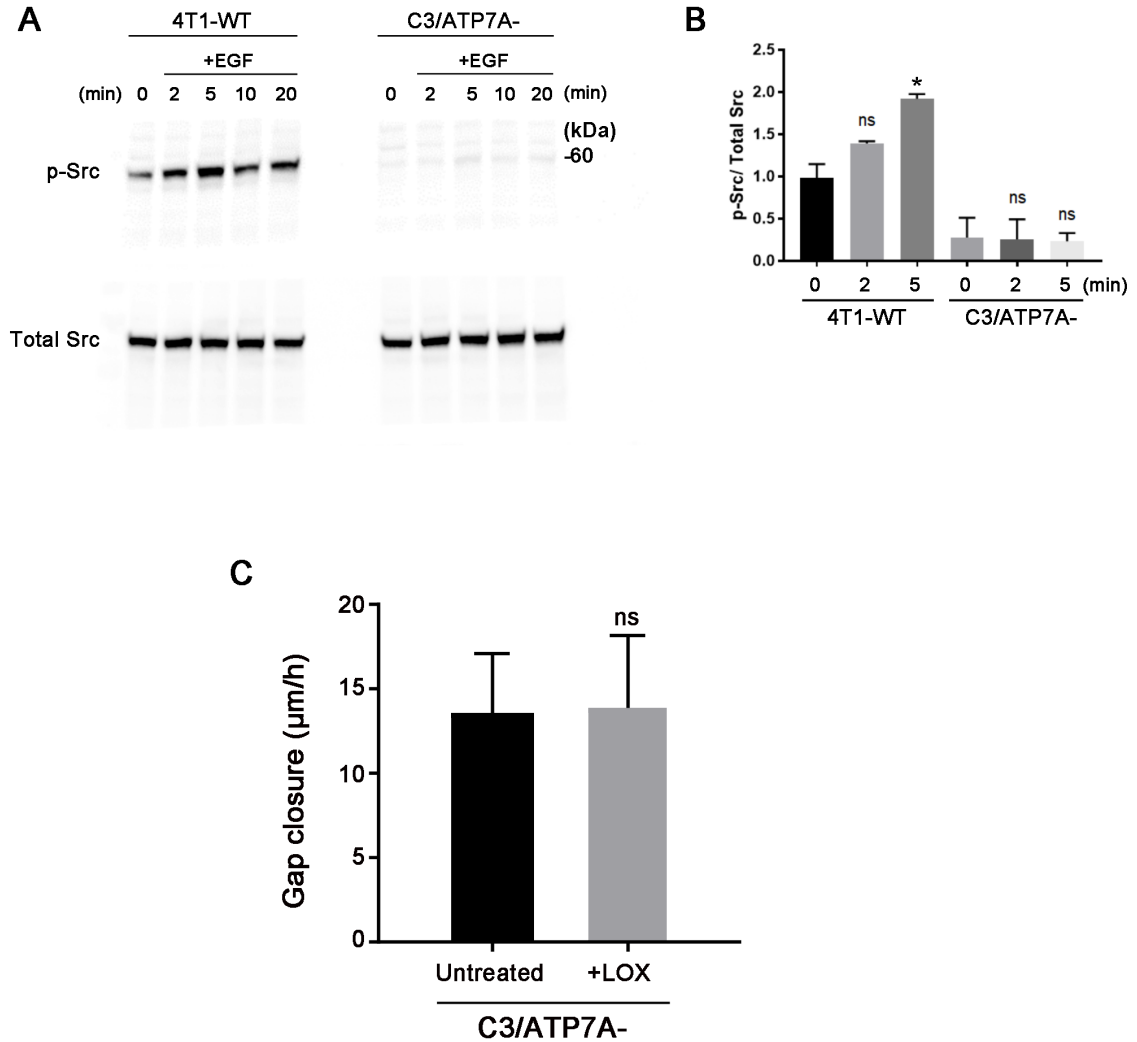 A
4T1-WT
C3/ATP7A-
+EGF
+EGF
(min) 0 2 5 10 20
0 2 5 10 20 (min)
(kDa)
-60
p-Src
Total Src
B
p-Src/ Total Src
2.5
2.0
1.5
1.0
0.5
0.0
ns
*
ns
ns
0 2 5 0 2 5 (min)
4T1-WT
C3/ATP7A-
C
Gap closure (µm/h)
20
15
10
5
0
ns
Untreated
+LOX
C3/ATP7A-